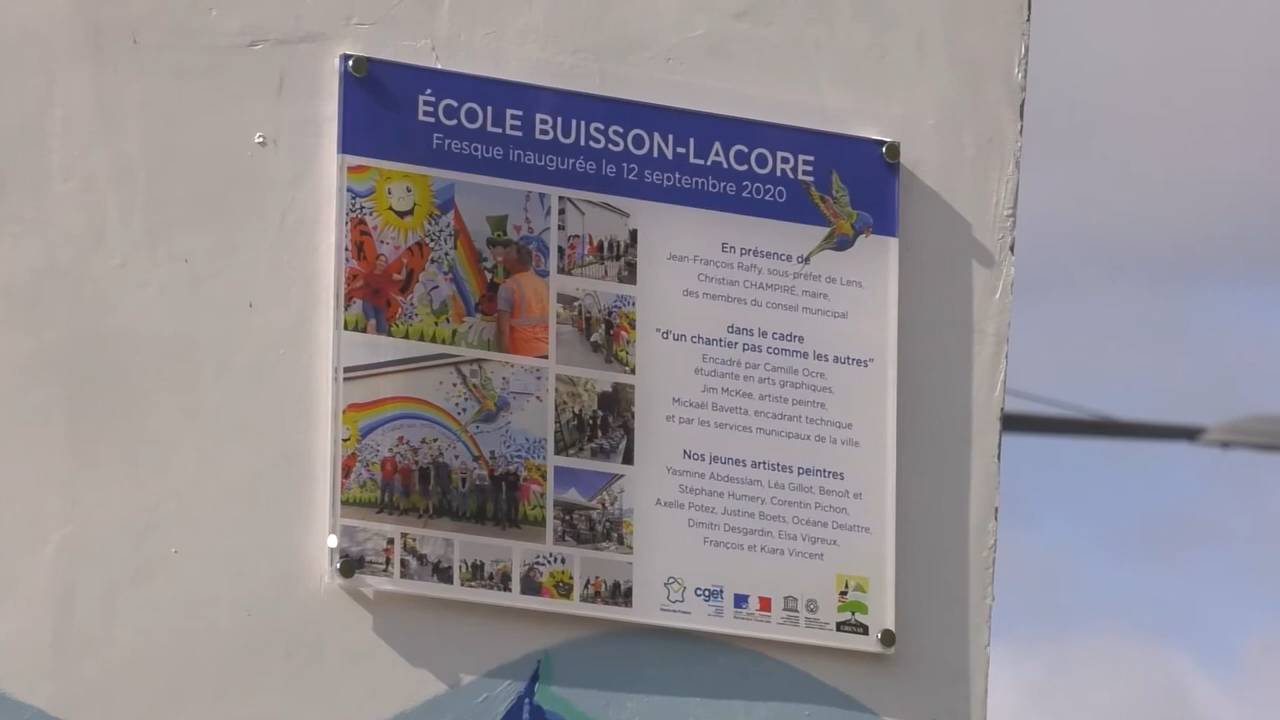 ÉCOLE BUISSON-LACORE
Fresque inaugurée le 12 septembre 2020
En présence de
Jean-François Raffy, sous-préfet de Lens,
Christian CHAMPIRÉ, maire,
des membres du conseil municipal
dans le cadre
"d'un chantier pas comme les autres"
Encadré par Camille Ocre,
étudiante en arts graphiques,
Jim McKee, artiste peintre,
Mickaël Bavetta, encadrant technique
et par les services municipaux de la ville.
Nos jeunes artistes peintres
Yasmine Abdesslam, Léa Gillot, Benoît et
Stéphane Humery, Corentin Pichon,
Axelle Potez, Justine Boets, Océane Delattre,
Dimitri Desgardin, Elsa Vigreux,
François et Kiara Vincent
cget
GRENAY